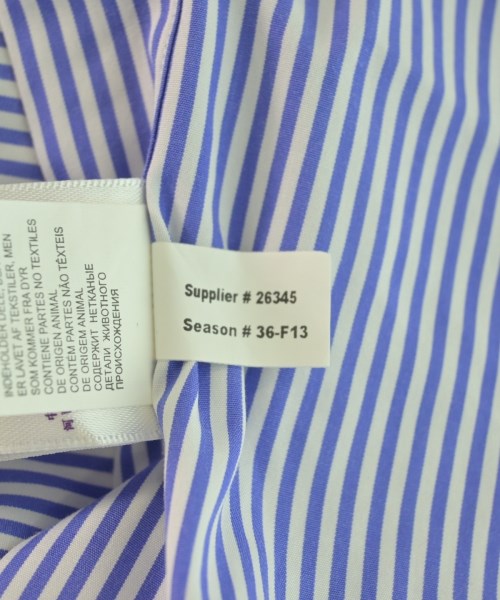 INDEHOLDER DELE, DER
ER LAVET AF TEKSTILER, MEN
SOM KOMMER FRA DYR
CONTIENE PARTES NO TEXTILES
DE ORIGEN ANIMAL
CONTÉM PARTES NÃO TÊXTEIS
DE ORIGEM ANIMAL
СОДЕРЖИТ НЕТКАНЫЕ
ДЕТАЛИ ЖИВОТНОГО
ПРОИСХОЖДЕНИЯ
Supplier # 26345
Season # 36-F13